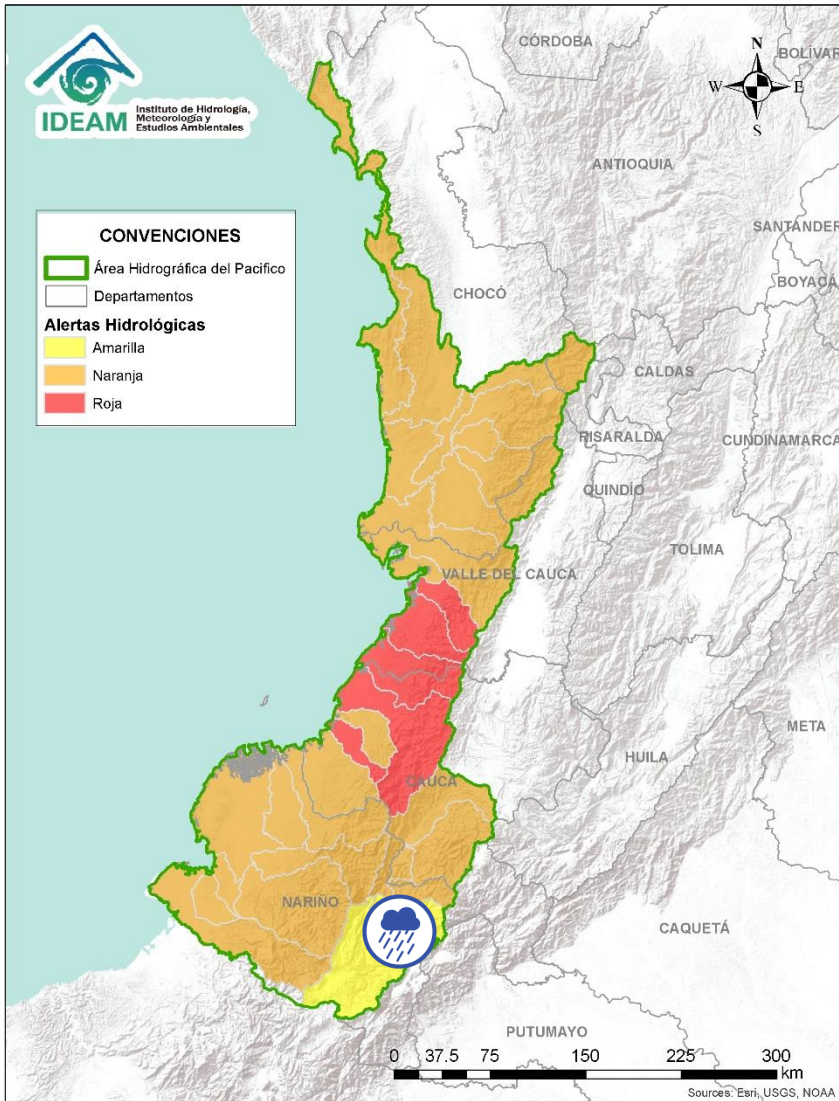 IDEAM
Instituto de Hidrología,
Meteorología y
Estudios Ambientales
N
W E
S
CÓRDOBA
BOLÍVAR
ANTIOQUIA
SANTANDER
BOYACÁ
CHOCÓ
CALDAS
RISARALDA
CUNDINAMARCA
QUINDÍO
TOLIMA
VALLE DEL CAUCA
META
HUILA
CAUCA
NARIÑO
CAQUETÁ
PUTUMAYO
CONVENCIONES
Área Hidrográfica del Pacifico
Departamentos
Alertas Hidrológicas
Amarilla
Naranja
Roja
0 37.5 75 150 225 300
km
Sources: Esri, USGS, NOAA